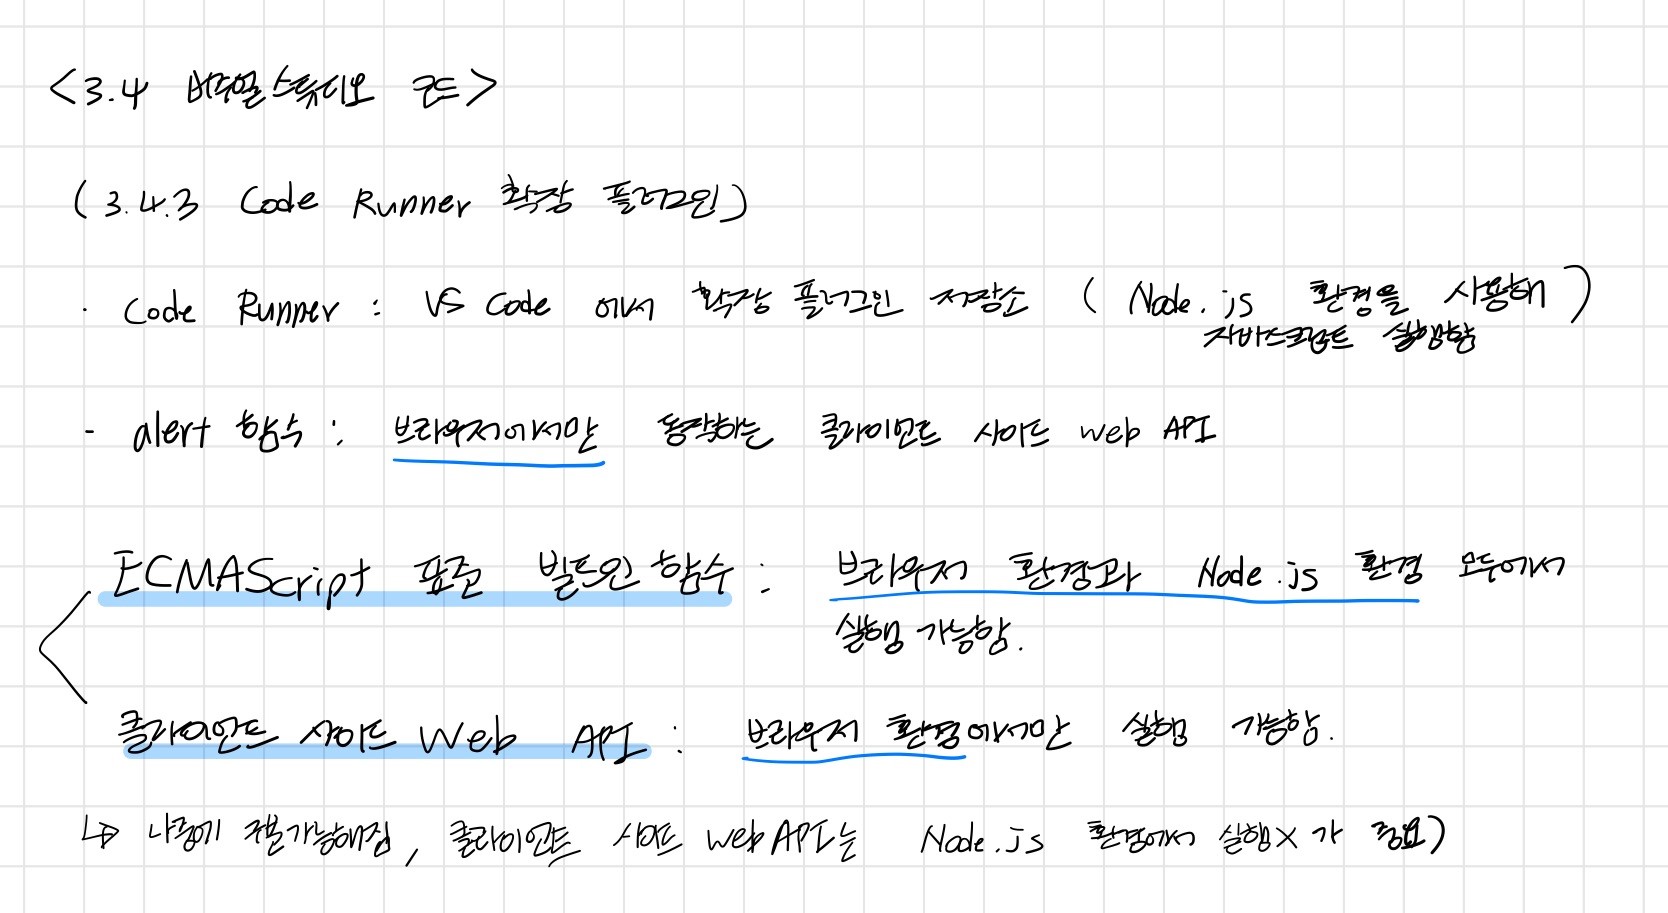 <3.4 비주얼 스튜디오 코드>
(3.4.3 Code Runner 확장 플러그인)
· Code Runner : VS Code 에서 확장 플러그인 저장소 ( Node.js 환경을 사용해
자바스크립트 실행함 )
- alert 함수 : 브라우저에서만 동작하는 클라이언트 사이드 web API
ECMAScript 표준 빌트인 함수 : 브라우저 환경과 Node.js 환경 모두에서
실행 가능함.
클라이언트 사이드 Web API : 브라우저 환경에서만 실행 가능함.
↳ 나중에 구분가능해짐, 클라이언트 사이드 web API는 Node.js 환경에서 실행X 가 중요)